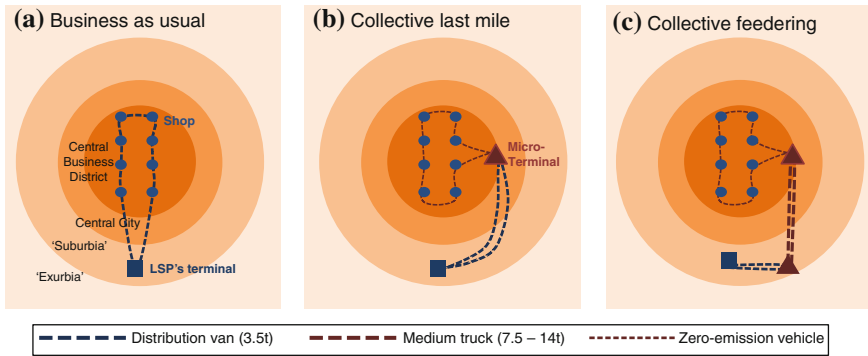 (a) Business as usual
(b) Collective last mile
(c) Collective feedering
Shop
Central
Business
District
Central City
'Suburbia'
'Exurbia'
LSP's terminal
Micro-
Terminal
Distribution van (3.5t)
Medium truck (7.5 – 14t)
Zero-emission vehicle